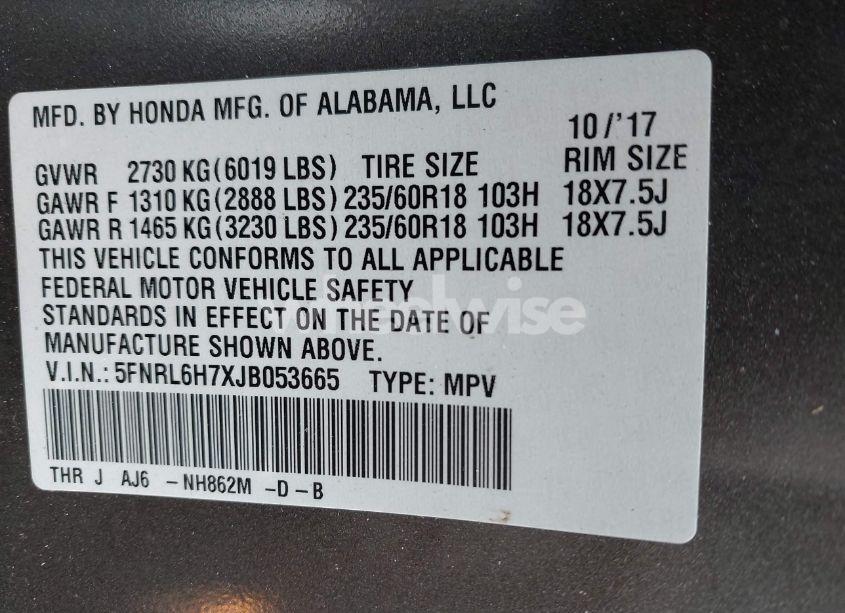 MFD. BY HONDA MFG. OF ALABAMA, LLC
10/'17
GVWR 2730 KG(6019 LBS) TIRE SIZE RIM SIZE
GAWR F 1310 KG(2888 LBS) 235/60R18 103H 18X7.5J
GAWR R 1465 KG(3230 LBS) 235/60R18 103H 18X7.5J
THIS VEHICLE CONFORMS TO ALL APPLICABLE
FEDERAL MOTOR VEHICLE SAFETY
STANDARDS IN EFFECT ON THE DATE OF
MANUFACTURE SHOWN ABOVE.
V.I.N.: 5FNRL6H7XJB053665 TYPE: MPV
THR J AJ6 -NH862M -D-B
wheelwise